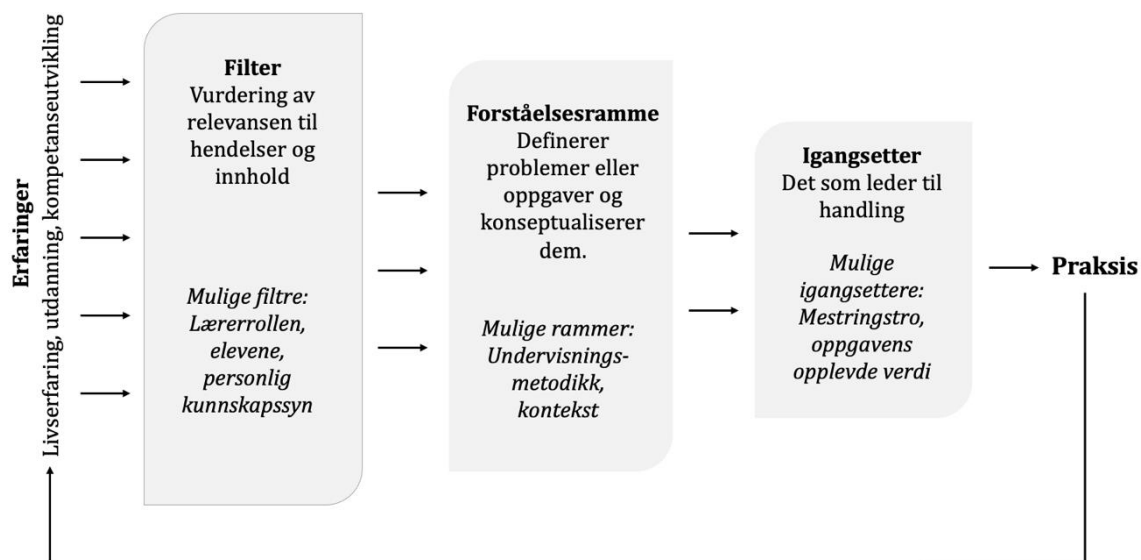 Erfaringer
Livserfaring, utdanning, kompetanseutvikling
Filter
Vurdering av
relevansen til
hendelser og
innhold
Mulige filtre:
Lærerrollen,
elevene,
personlig
kunnskapssyn
Forståelsesramme
Definerer
problemer eller
oppgaver og
konseptualiserer
dem.
Mulige rammer:
Undervisnings-
metodikk,
kontekst
Igangsetter
Det som leder til
handling
Mulige
igangsettere:
Mestringstro,
oppgavens
opplevde verdi
Praksis